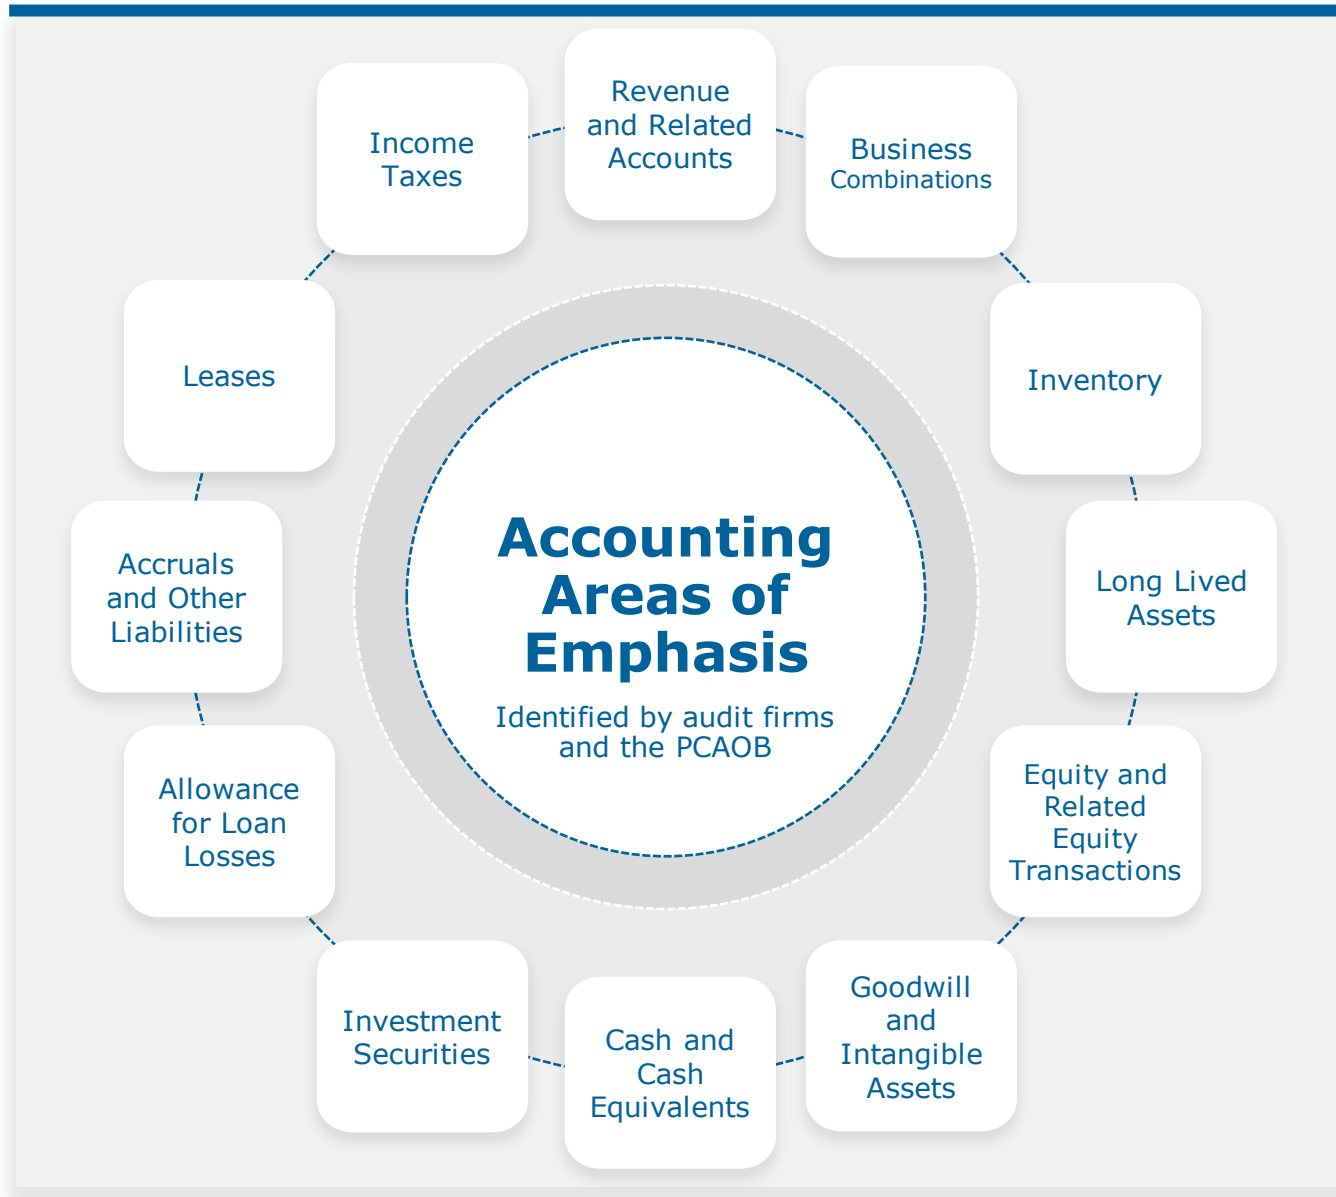 Revenue
and Related
Accounts
Business
Combinations
Inventory
Long Lived
Assets
Equity and
Related
Equity
Transactions
Goodwill
and
Intangible
Assets
Cash and
Cash
Equivalents
Investment
Securities
Allowance
for Loan
Losses
Accruals
and Other
Liabilities
Leases
Income
Taxes
Accounting
Areas of
Emphasis
Identified by audit firms
and the PCAOB